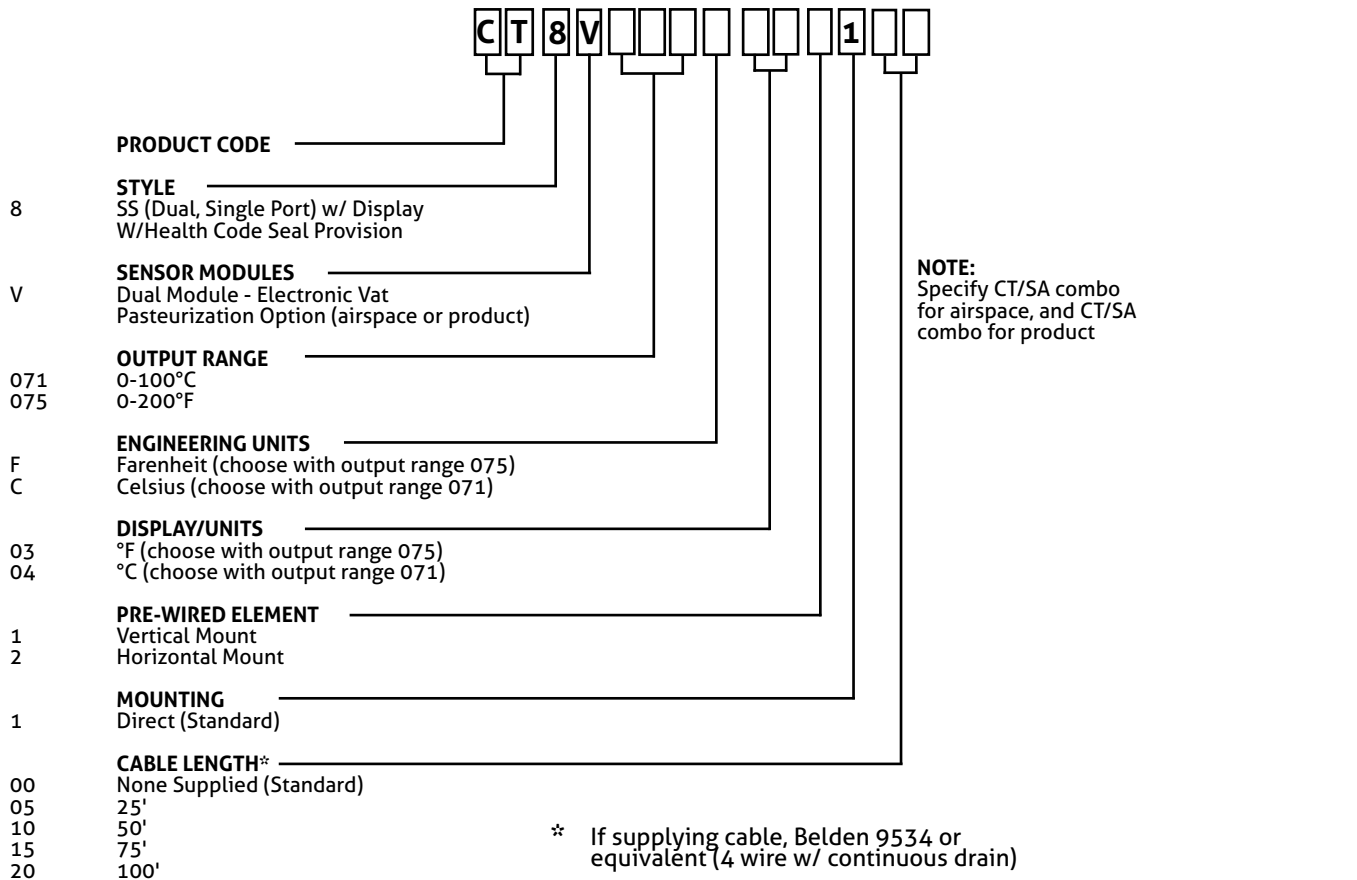 CT8V 1
PRODUCT CODE
STYLE
8 SS (Dual, Single Port) w/ Display
W/Health Code Seal Provision
SENSOR MODULES
V Dual Module - Electronic Vat
Pasteurization Option (airspace or product)
NOTE:
Specify CT/SA combo
for airspace, and CT/SA
combo for product
OUTPUT RANGE
071 0-100°C
075 0-200°F
ENGINEERING UNITS
F Farenheit (choose with output range 075)
C Celsius (choose with output range 071)
DISPLAY/UNITS
03 °F (choose with output range 075)
04 °C (choose with output range 071)
PRE-WIRED ELEMENT
1 Vertical Mount
2 Horizontal Mount
MOUNTING
1 Direct (Standard)
CABLE LENGTH*
00 None Supplied (Standard)
05 25'
10 50'
15 75'
20 100'
* If supplying cable, Belden 9534 or
equivalent (4 wire w/ continuous drain)